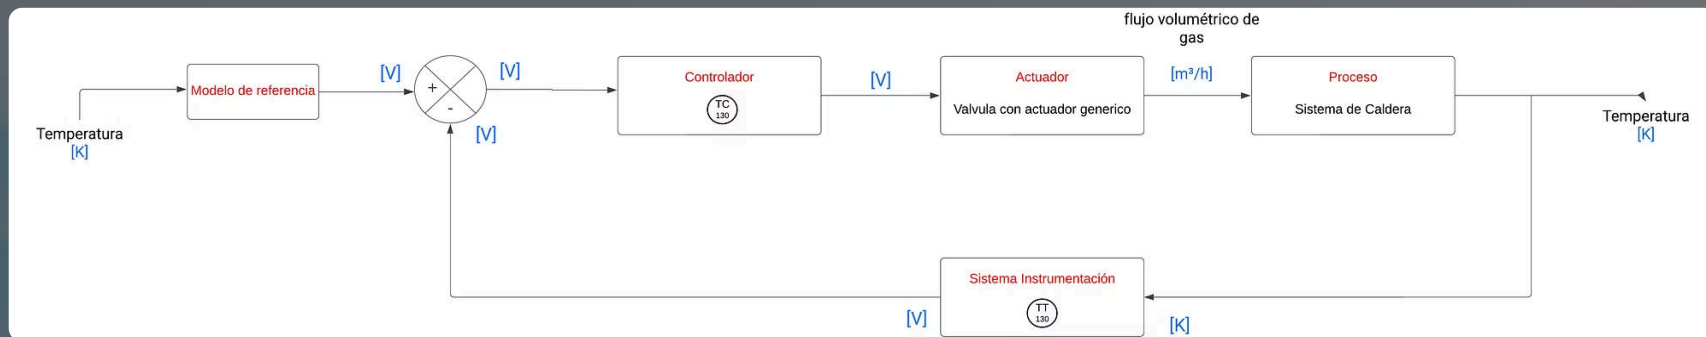 flujo volumétrico de
gas
Temperatura
[K]
Modelo de referencia
[V]
+
-
[V]
[V]
Controlador
TC
130
[V]
Actuador
Valvula con actuador generico
[m³/h]
Proceso
Sistema de Caldera
Temperatura
[K]
Sistema Instrumentación
TT
130
[V]
[K]